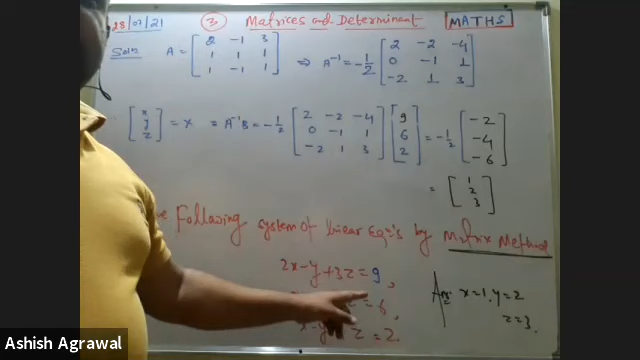 28/07/21 3 Matrices and Determinant MATHS
Soln A = [2 -1 3; 1 1 1; 1 -1 1] ⇒ A⁻¹ = -1/2 [2 -2 -4; 0 -1 1; -2 1 3]
[x; y; z] = X = A⁻¹B = -1/2 [2 -2 -4; 0 -1 1; -2 1 3] [9; 6; 2] = -1/2 [-2; -4; -6]
= [1; 2; 3]
Following system of linear Eqn's by Matrix Method
2x-y+3z=9,
= 6,
x-y z = 2.
Ans: x=1, y=2
z=3.
Ashish Agrawal